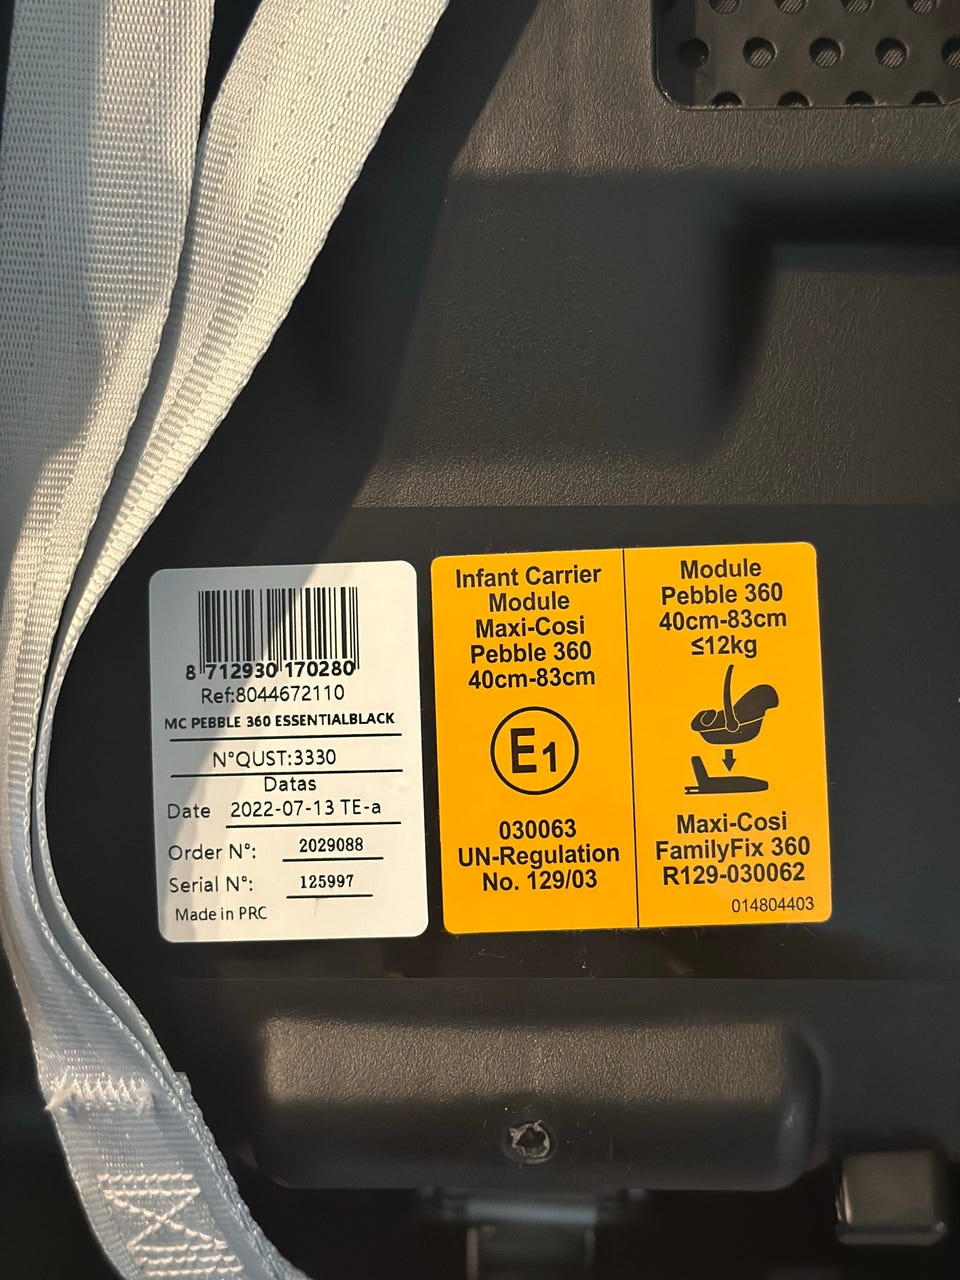 8 712930 170280
Ref:8044672110
MC PEBBLE 360 ESSENTIALBLACK
N°QUST:3330
Datas
Date 2022-07-13 TE-a
Order N°: 2029088
Serial N°: 125997
Made in PRC
Infant Carrier
Module
Maxi-Cosi
Pebble 360
40cm-83cm
E1
030063
UN-Regulation
No. 129/03
Module
Pebble 360
40cm-83cm
≤12kg
Maxi-Cosi
FamilyFix 360
R129-030062
014804403